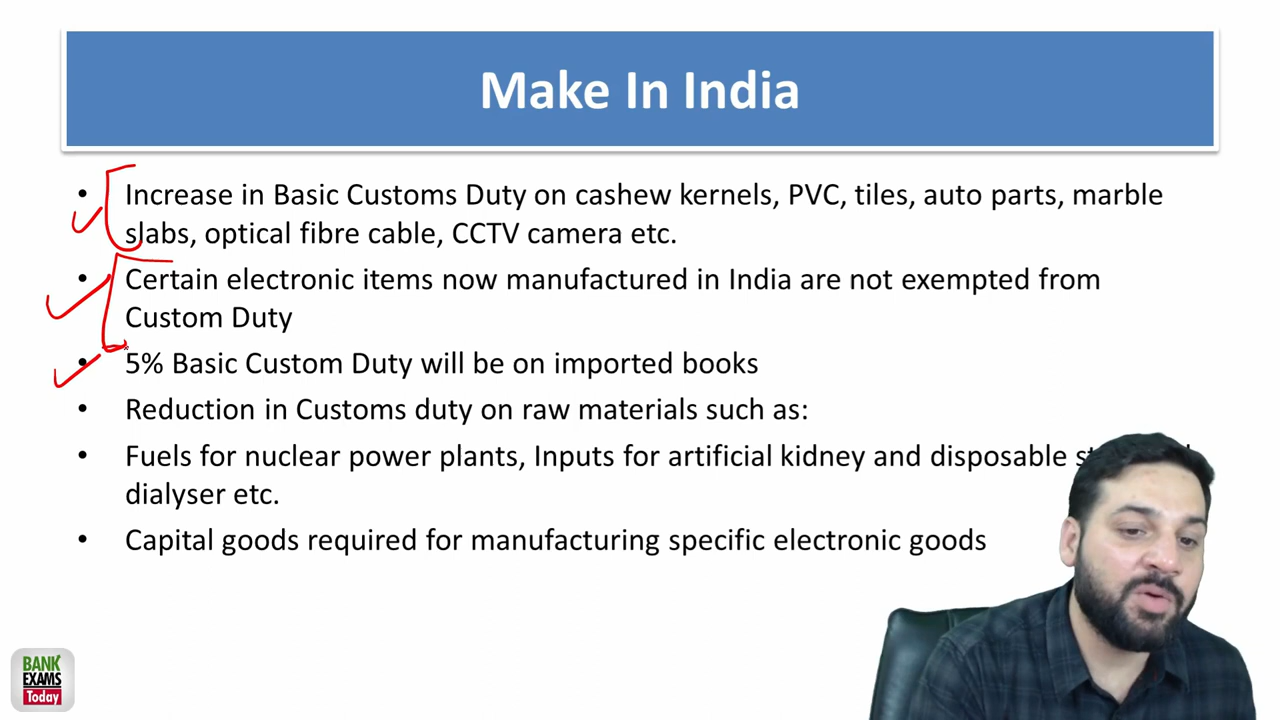 Make In India
• Increase in Basic Customs Duty on cashew kernels, PVC, tiles, auto parts, marble
slabs, optical fibre cable, CCTV camera etc.
• Certain electronic items now manufactured in India are not exempted from
Custom Duty
• 5% Basic Custom Duty will be on imported books
• Reduction in Customs duty on raw materials such as:
• Fuels for nuclear power plants, Inputs for artificial kidney and disposable
dialyser etc.
• Capital goods required for manufacturing specific electronic goods
BANK
EXAMS
Today